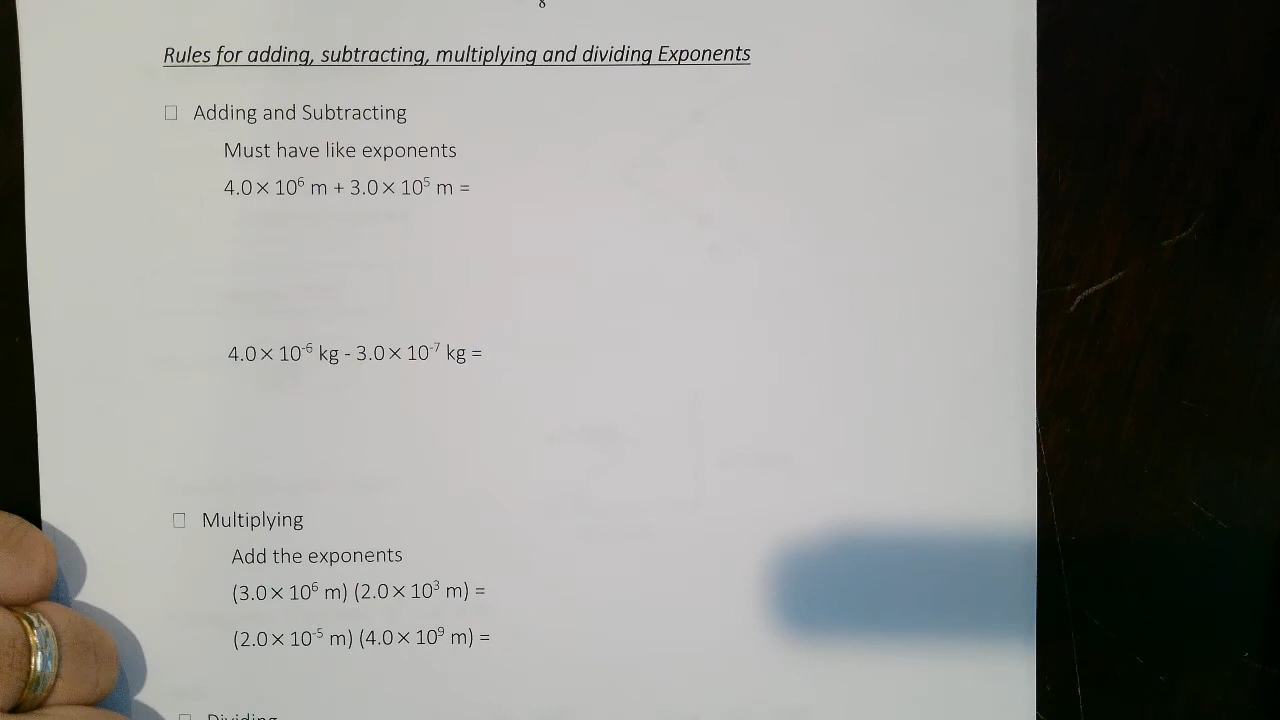 8
Rules for adding, subtracting, multiplying and dividing Exponents
□ Adding and Subtracting
Must have like exponents
4.0 × 10⁶ m + 3.0 × 10⁵ m =
4.0 × 10⁻⁶ kg - 3.0 × 10⁻⁷ kg =
□ Multiplying
Add the exponents
(3.0 × 10⁶ m) (2.0 × 10³ m) =
(2.0 × 10⁻⁵ m) (4.0 × 10⁹ m) =
□ Dividing